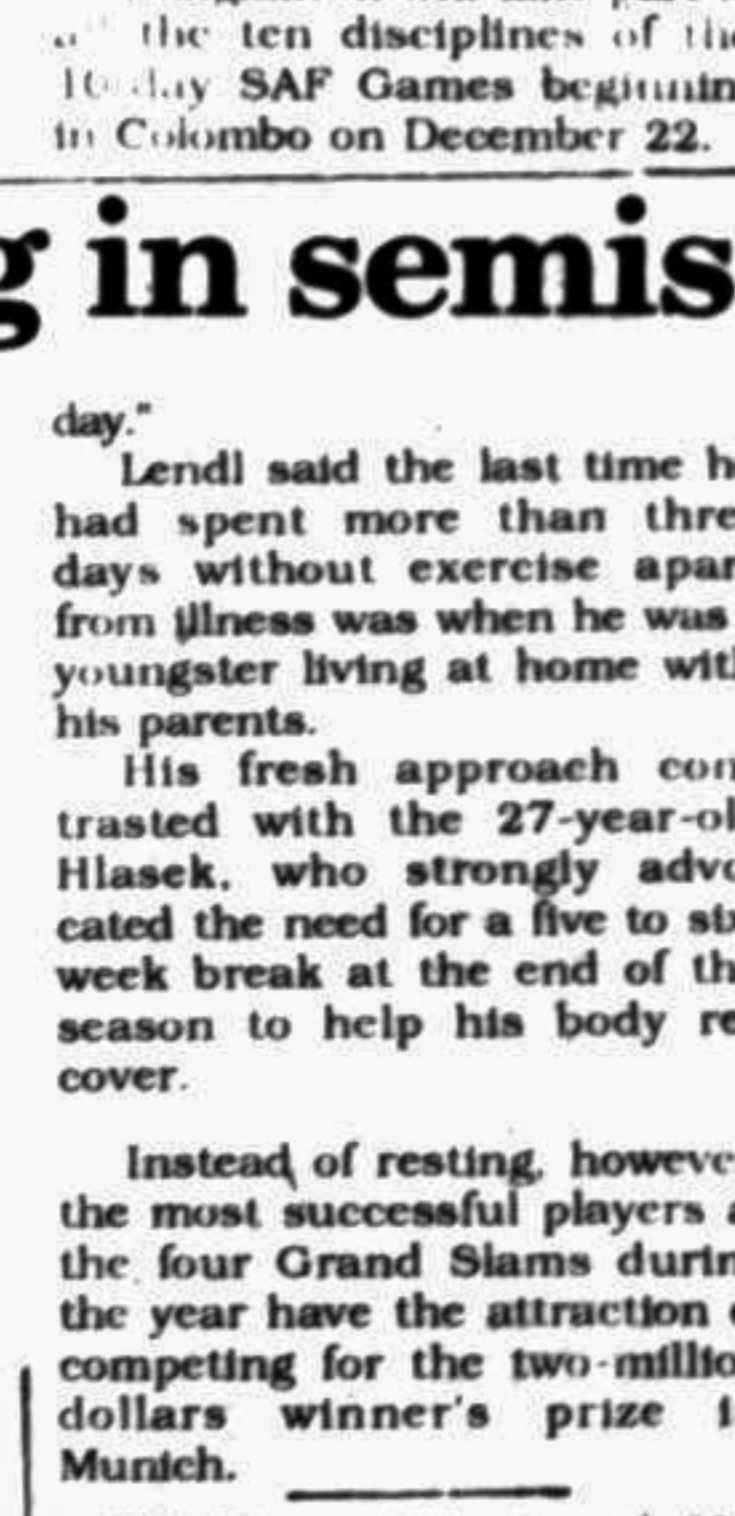 the ten disciplines of
SAF Games
in Colombo on December 22.
in semis
day."
Lendl said the last time h
had spent more than thre
days without exercise apar
from illness was when he was
youngster living at home wit
his parents.
His fresh approach con
trasted with the 27-year-ol
Hlasek, who strongly advo
cated the need for a five to six
week break at the end of th
season to help his body re
cover.
Instead of resting, howeve
the most successful players a
the four Grand Slams durin
the year have the attraction
competing for the two-millio
dollars winner's prize i
Munich.